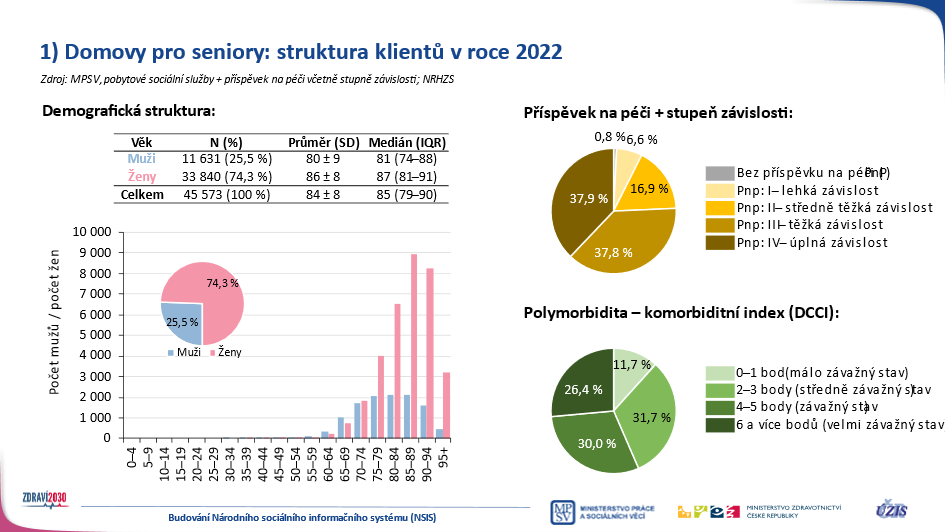 1) Domovy pro seniory: struktura klientů v roce 2022
Zdroj: MPSV, pobytové sociální služby + příspěvek na péči včetně stupně závislosti; NRHZS
Demografická struktura:
Věk N (%) Průměr (SD) Medián (IQR)
Muži 11 631 (25,5 %) 80 ± 9 81 (74–88)
Ženy 33 840 (74,3 %) 86 ± 8 87 (81–91)
Celkem 45 573 (100 %) 84 ± 8 85 (79–90)
Počet mužů / počet žen
10 000
9 000
8 000
7 000
6 000
5 000
4 000
3 000
2 000
1 000
0
74,3 %
25,5 %
Muži Ženy
0–4 5–9 10–14 15–19 20–24 25–29 30–34 35–39 40–44 45–49 50–54 55–59 60–64 65–69 70–74 75–79 80–84 85–89 90–94 95+
Příspěvek na péči + stupeň závislosti:
0,8 % 6,6 %
16,9 %
37,9 %
37,8 %
Bez příspěvku na péči (PnP)
Pnp: I – lehká závislost
Pnp: II – středně těžká závislost
Pnp: III – těžká závislost
Pnp: IV – úplná závislost
Polymorbidita – komorbiditní index (DCCI):
11,7 %
26,4 %
31,7 %
30,0 %
0–1 bod (málo závažný stav)
2–3 body (středně závažný stav)
4–5 body (závažný stav)
6 a více bodů (velmi závažný stav
ZDRAVÍ2030
Budování Národního sociálního informačního systému (NSIS)
MP
SV
MINISTERSTVO PRÁCE
A SOCIÁLNÍCH VĚCÍ
MINISTERSTVO ZDRAVOTNICTVÍ
ČESKÉ REPUBLIKY
ÚZIS